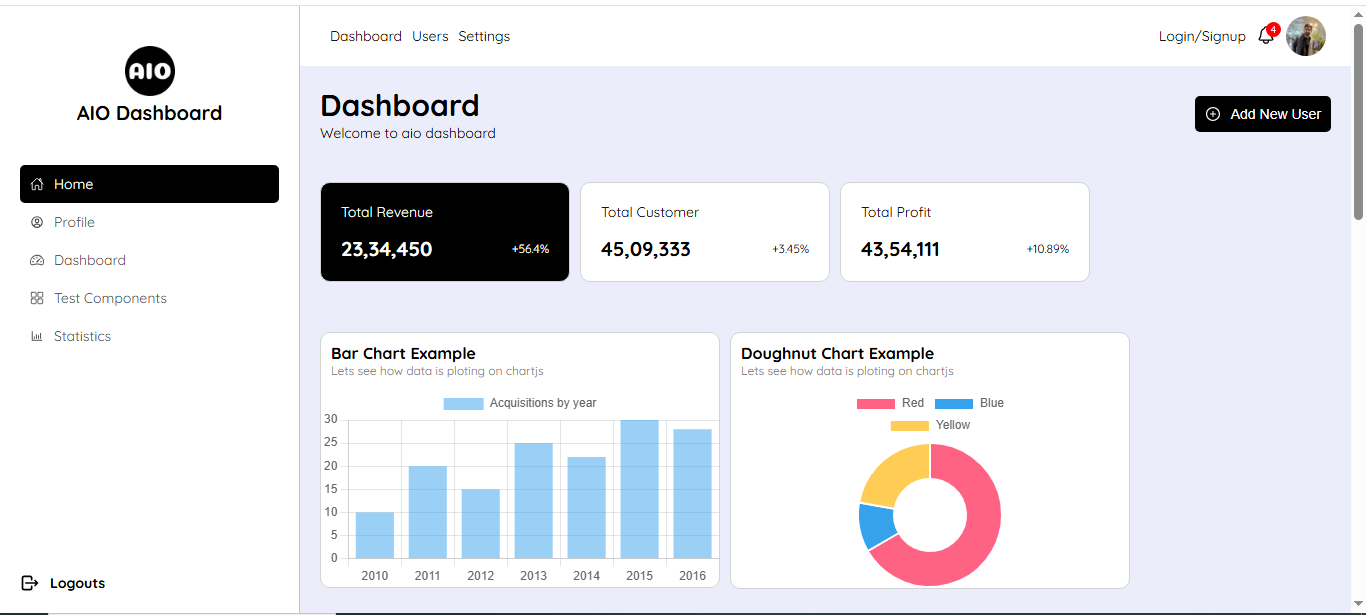 AIO
AIO Dashboard
Home
Profile
Dashboard
Test Components
Statistics
Logouts
Dashboard Users Settings
Login/Signup 4
Dashboard
Welcome to aio dashboard
Add New User
Total Revenue
23,34,450 +56.4%
Total Customer
45,09,333 +3.45%
Total Profit
43,54,111 +10.89%
Bar Chart Example
Lets see how data is ploting on chartjs
Acquisitions by year
30
25
20
15
10
5
0
2010 2011 2012 2013 2014 2015 2016
Doughnut Chart Example
Lets see how data is ploting on chartjs
Red Blue
Yellow